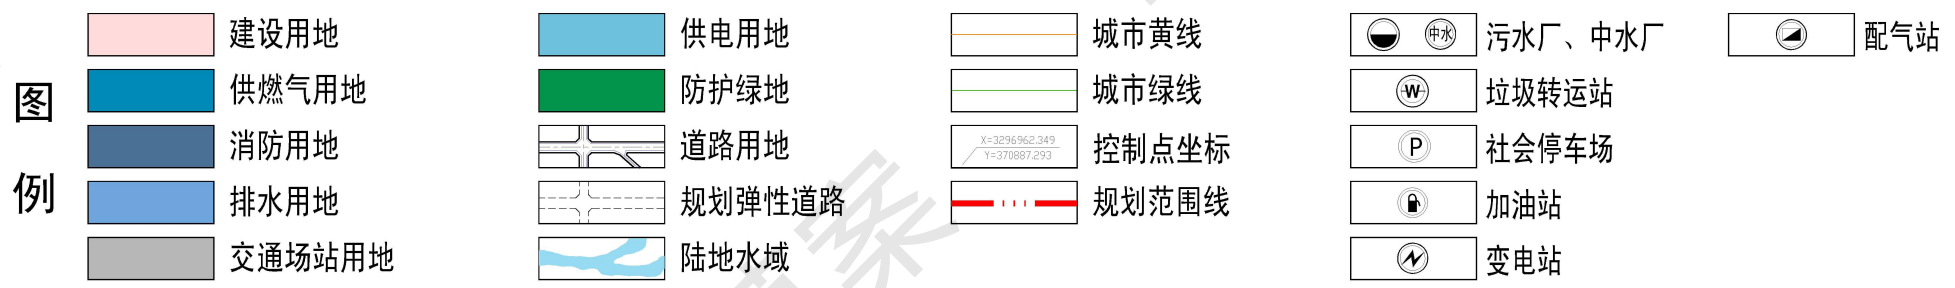 图例
建设用地
供燃气用地
消防用地
排水用地
交通场站用地
供电用地
防护绿地
道路用地
规划弹性道路
陆地水域
城市黄线
城市绿线
X=3296962.349
Y=370887.293
控制点坐标
规划范围线
中水
污水厂、中水厂
W
垃圾转运站
P
社会停车场
加油站
变电站
配气站
案